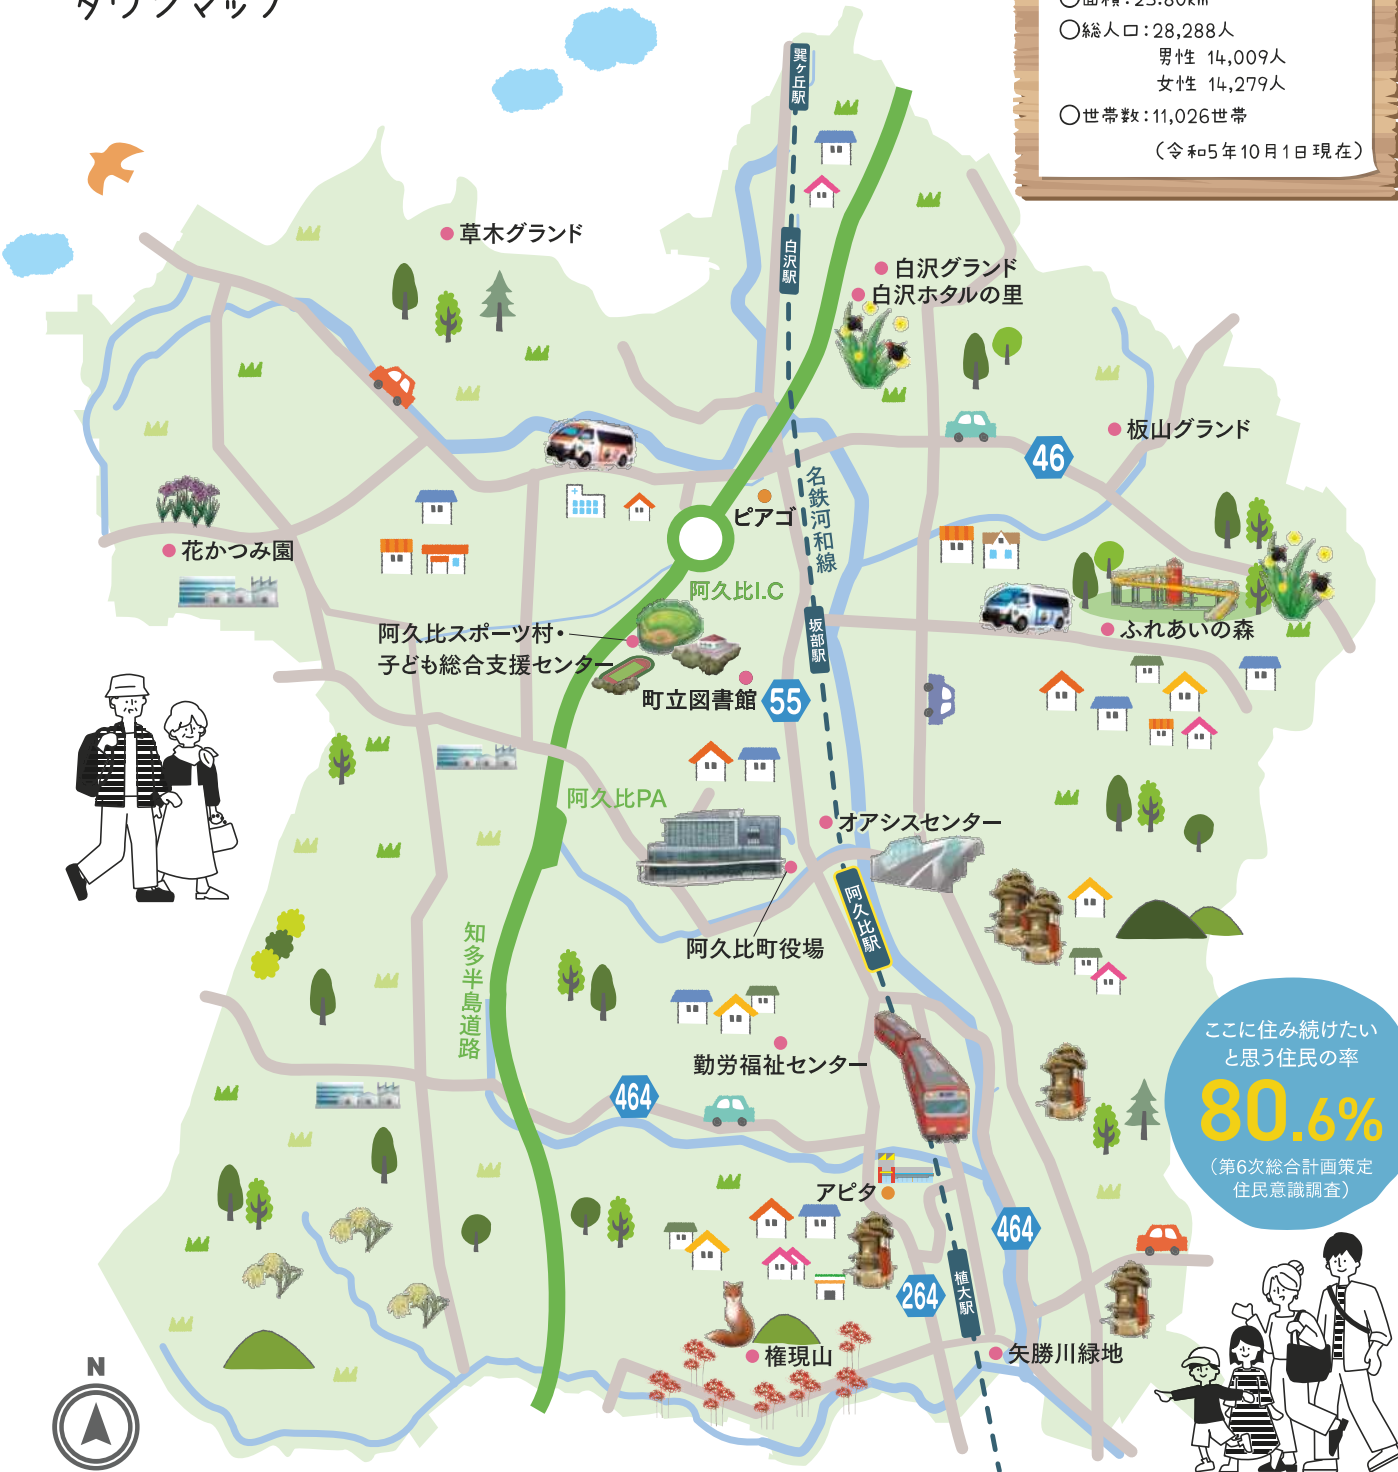 タウンマップ
○面積：23.80km²
○総人口：28,288人
男性 14,009人
女性 14,279人
○世帯数：11,026世帯
（令和5年10月1日現在）
巽ヶ丘駅
草木グランド
白沢駅
白沢グランド
白沢ホタルの里
板山グランド
46
名鉄河和線
ピアゴ
花かつみ園
阿久比I.C
阿久比スポーツ村・
子ども総合支援センター
坂部駅
ふれあいの森
町立図書館
55
阿久比PA
オアシスセンター
阿久比駅
阿久比町役場
知多半島道路
勤労福祉センター
464
ここに住み続けたい
と思う住民の率
80.6%
（第6次総合計画策定
住民意識調査）
アピタ
464
264
植大駅
権現山
矢勝川緑地
N